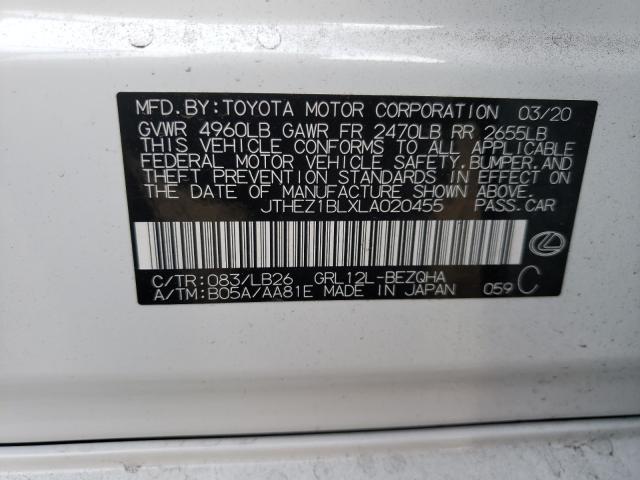 MFD.BY:TOYOTA MOTOR CORPORATION 03/20
GVWR 4960LB GAWR FR 2470LB RR 2655LB
THIS VEHICLE CONFORMS TO ALL APPLICABLE
FEDERAL MOTOR VEHICLE SAFETY,BUMPER,AND
THEFT PREVENTION STANDARDS IN EFFECT ON
THE DATE OF MANUFACTURE SHOWN ABOVE.
JTHEZ1BLXLA020455 PASS.CAR
C/TR:083/LB26 GRL12L-BEZQHA
A/TM:B05A/AA81E MADE IN JAPAN 059 C